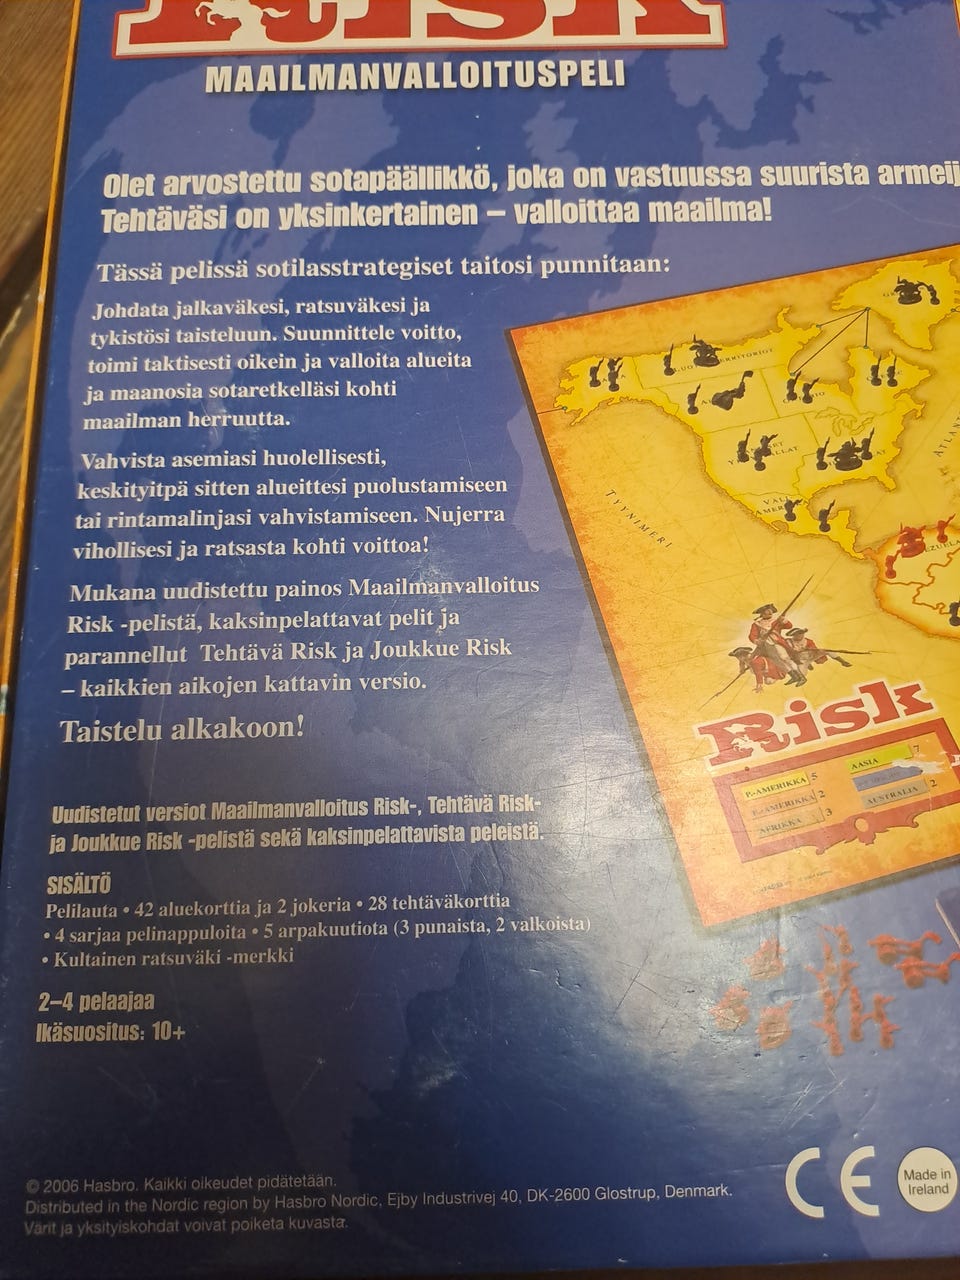 Risk
MAAILMANVALLOITUSPELI
Olet arvostettu sotapäällikkö, joka on vastuussa suurista armeij
Tehtäväsi on yksinkertainen – valloittaa maailma!
Tässä pelissä sotilasstrategiset taitosi punnitaan:
Johdata jalkaväkesi, ratsuväkesi ja
tykistösi taisteluun. Suunnittele voitto,
toimi taktisesti oikein ja valloita alueita
ja maanosia sotaretkelläsi kohti
maailman herruutta.
Vahvista asemiasi huolellisesti,
keskityitpä sitten alueittesi puolustamiseen
tai rintamalinjasi vahvistamiseen. Nujerra
vihollisesi ja ratsasta kohti voittoa!
Mukana uudistettu painos Maailmanvalloitus
Risk -pelistä, kaksinpelattavat pelit ja
parannellut Tehtävä Risk ja Joukkue Risk
– kaikkien aikojen kattavin versio.
Taistelu alkakoon!
Uudistetut versiot Maailmanvalloitus Risk-, Tehtävä Risk-
ja Joukkue Risk -pelistä sekä kaksinpelattavista peleistä.
SISÄLTÖ
Pelilauta • 42 aluekorttia ja 2 jokeria • 28 tehtäväkorttia
• 4 sarjaa pelinappuloita • 5 arpakuutiota (3 punaista, 2 valkoista)
• Kultainen ratsuväki -merkki
2–4 pelaajaa
Ikäsuositus: 10+
TYYNIMERI
Risk
P.-AMERIKKA 5
E.-AMERIKKA 2
AFRIKKA 3
AASIA 7
AUSTRALIA 2
© 2006 Hasbro. Kaikki oikeudet pidätetään.
Distributed in the Nordic region by Hasbro Nordic, Ejby Industrivej 40, DK-2600 Glostrup, Denmark.
Värit ja yksityiskohdat voivat poiketa kuvasta.
CE
Made in
Ireland